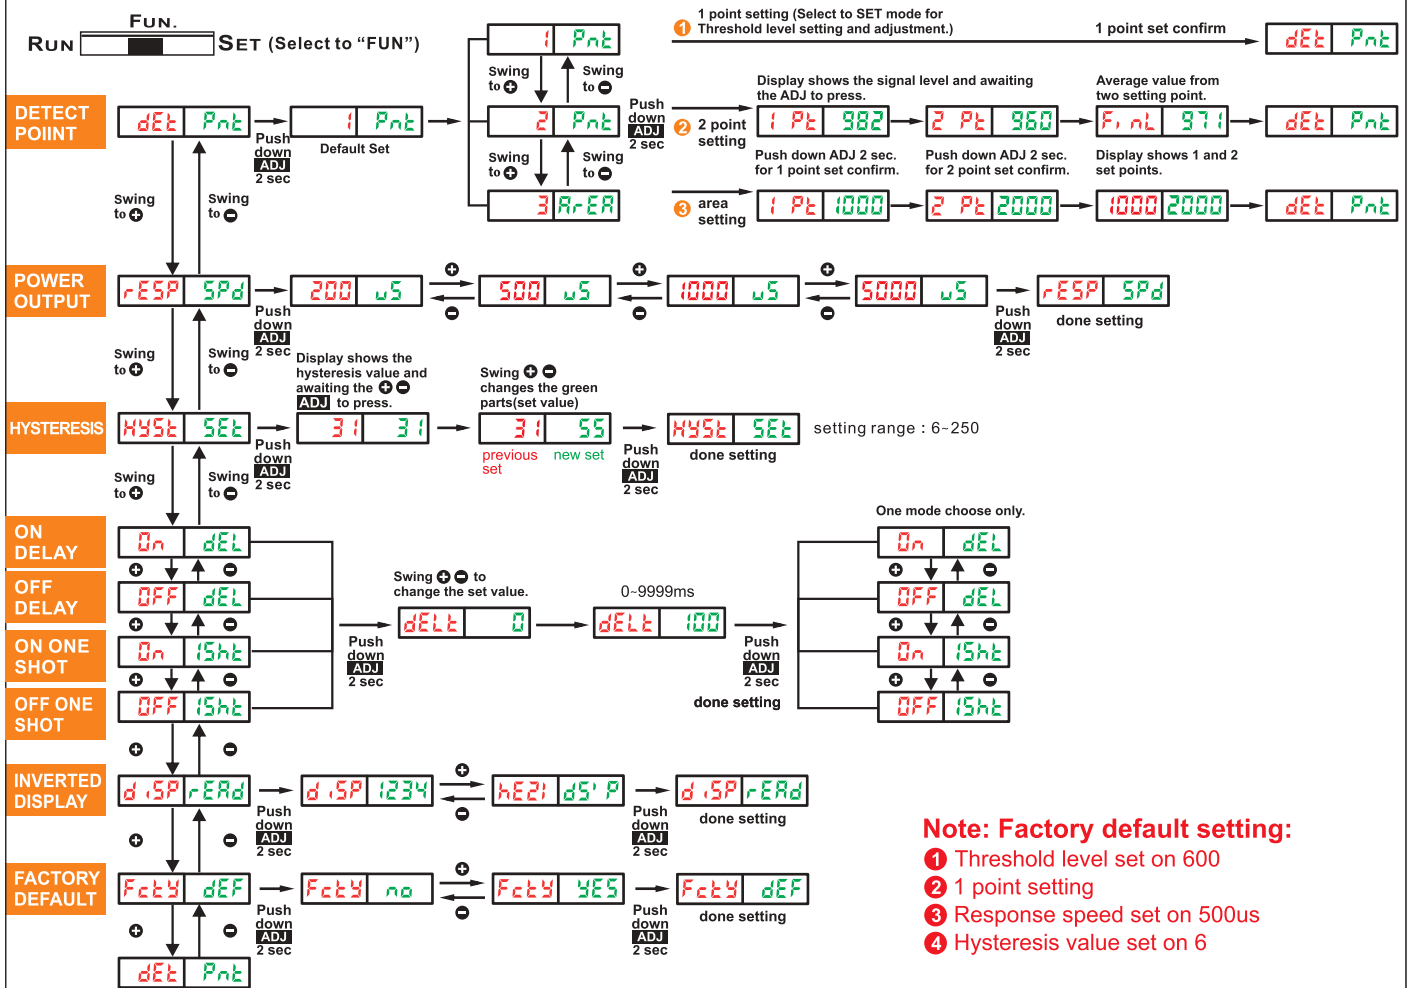 FUN.
RUN SET (Select to “FUN”)
1 point setting (Select to SET mode for
Threshold level setting and adjustment.)
1
1 point set confirm
1 Pnt
dEt Pnt
Swing to + Swing to −
DETECT
POIINT
dEt Pnt
Push down ADJ 2 sec
1 Pnt
Default Set
2 Pnt
Push down ADJ 2 sec
2 2 point setting
Display shows the signal level and awaiting
the ADJ to press.
1 Pt 982
2 Pt 960
Average value from
two setting point.
FinL 971
dEt Pnt
Swing to + Swing to −
3 ArEA
3 area setting
Push down ADJ 2 sec.
for 1 point set confirm.
1 Pt 1000
Push down ADJ 2 sec.
for 2 point set confirm.
2 Pt 2000
Display shows 1 and 2
set points.
1000 2000
dEt Pnt
Swing to + Swing to −
POWER
OUTPUT
rESP SPd
Push down ADJ 2 sec
200 uS
+ −
500 uS
+ −
1000 uS
+ −
5000 uS
Push down ADJ 2 sec
rESP SPd
done setting
Swing to + Swing to −
HYSTERESIS
HYSt SEt
Push down ADJ 2 sec
Display shows the
hysteresis value and
awaiting the + −
ADJ to press.
31 31
Swing + −
changes the green
parts(set value)
31 55
previous set new set
Push down ADJ 2 sec
HYSt SEt
done setting
setting range : 6~250
Swing to + Swing to −
ON
DELAY
On dEL
+ −
OFF
DELAY
OFF dEL
+ −
ON ONE
SHOT
On 1Sht
+ −
OFF ONE
SHOT
OFF 1Sht
Push down ADJ 2 sec
Swing + − to
change the set value.
dELt 0
0~9999ms
dELt 100
Push down ADJ 2 sec
done setting
One mode choose only.
On dEL
+ −
OFF dEL
+ −
On 1Sht
+ −
OFF 1Sht
+ −
INVERTED
DISPLAY
diSP rEAd
Push down ADJ 2 sec
diSP 1234
+ −
hEZ1 dS'P
Push down ADJ 2 sec
diSP rEAd
done setting
+ −
FACTORY
DEFAULT
FctY dEF
Push down ADJ 2 sec
FctY no
+ −
FctY YES
Push down ADJ 2 sec
FctY dEF
done setting
+ −
dEt Pnt
Note: Factory default setting:
1 Threshold level set on 600
2 1 point setting
3 Response speed set on 500us
4 Hysteresis value set on 6